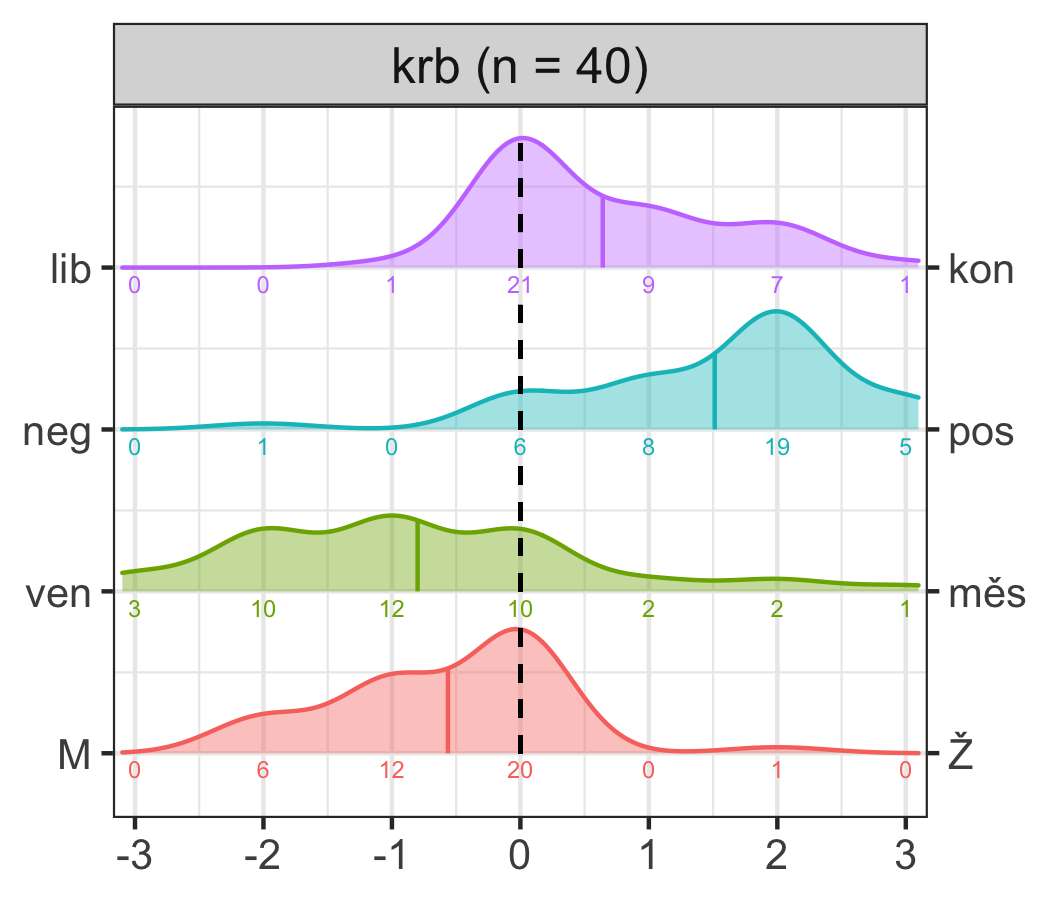 krb (n = 40)
lib kon
0 0 1 21 9 7 1
neg pos
0 1 0 6 8 19 5
ven měs
3 10 12 10 2 2 1
M Ž
0 6 12 20 0 1 0
-3 -2 -1 0 1 2 3